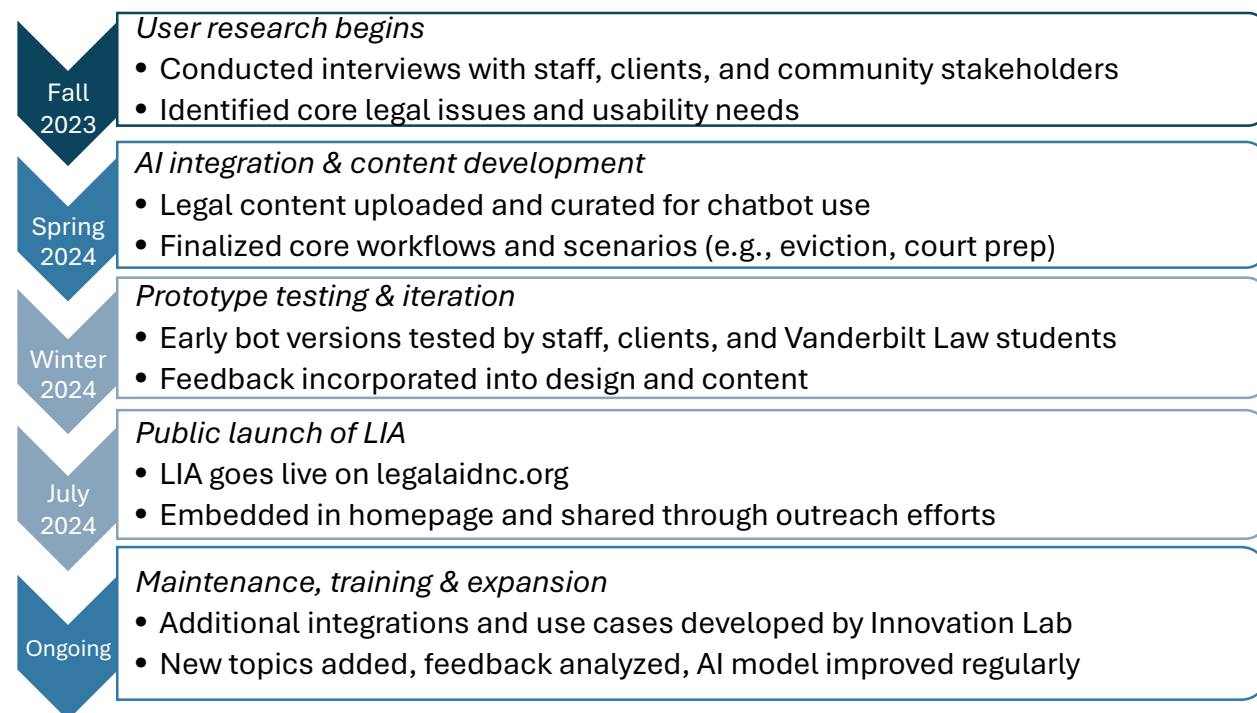 Fall
2023
User research begins
• Conducted interviews with staff, clients, and community stakeholders
• Identified core legal issues and usability needs
Spring
2024
AI integration & content development
• Legal content uploaded and curated for chatbot use
• Finalized core workflows and scenarios (e.g., eviction, court prep)
Winter
2024
Prototype testing & iteration
• Early bot versions tested by staff, clients, and Vanderbilt Law students
• Feedback incorporated into design and content
July
2024
Public launch of LIA
• LIA goes live on legalaidnc.org
• Embedded in homepage and shared through outreach efforts
Ongoing
Maintenance, training & expansion
• Additional integrations and use cases developed by Innovation Lab
• New topics added, feedback analyzed, AI model improved regularly